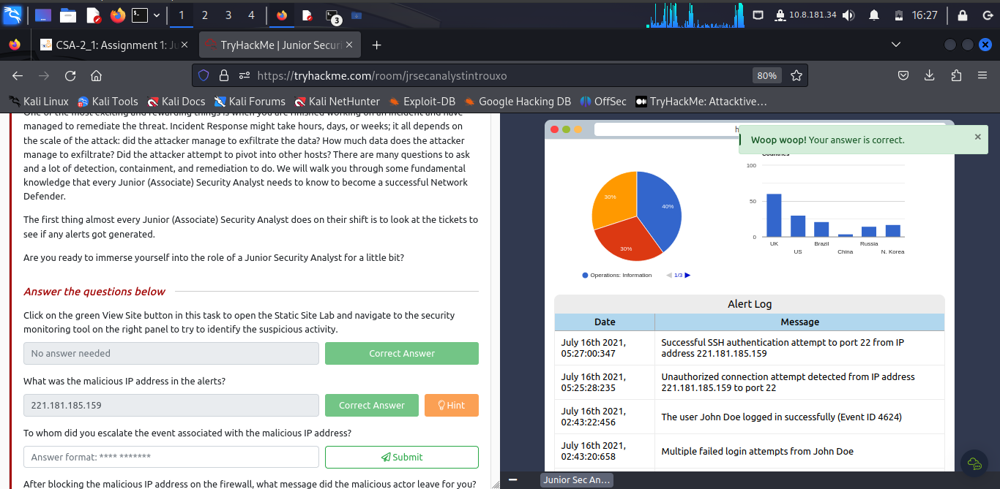 1 2 3 4
3
10.8.181.34
16:27
CSA-2_1: Assignment 1: Ju
TryHackMe | Junior Securi
https://tryhackme.com/room/jrsecanalystintrouxo
80%
Kali Linux Kali Tools Kali Docs Kali Forums Kali NetHunter Exploit-DB Google Hacking DB OffSec TryHackMe: Attacktive…
One of the most exciting and rewarding things is when you are finished working on an incident and have
managed to remediate the threat. Incident Response might take hours, days, or weeks; it all depends on
the scale of the attack: did the attacker manage to exfiltrate the data? How much data does the attacker
manage to exfiltrate? Did the attacker attempt to pivot into other hosts? There are many questions to ask
and a lot of detection, containment, and remediation to do. We will walk you through some fundamental
knowledge that every Junior (Associate) Security Analyst needs to know to become a successful Network
Defender.
The first thing almost every Junior (Associate) Security Analyst does on their shift is to look at the tickets to
see if any alerts got generated.
Are you ready to immerse yourself into the role of a Junior Security Analyst for a little bit?
Answer the questions below
Click on the green View Site button in this task to open the Static Site Lab and navigate to the security
monitoring tool on the right panel to try to identify the suspicious activity.
No answer needed
Correct Answer
What was the malicious IP address in the alerts?
221.181.185.159
Correct Answer
Hint
To whom did you escalate the event associated with the malicious IP address?
Answer format: **** *******
Submit
After blocking the malicious IP address on the firewall, what message did the malicious actor leave for you?
Woop woop! Your answer is correct.
Countries
40%
30%
30%
Operations: Information
1/3
100
50
0
UK
US
Brazil
China
Russia
N. Korea
Alert Log
Date Message
July 16th 2021,
05:27:00:347
Successful SSH authentication attempt to port 22 from IP
address 221.181.185.159
July 16th 2021,
05:25:28:235
Unauthorized connection attempt detected from IP address
221.181.185.159 to port 22
July 16th 2021,
02:43:22:456
The user John Doe logged in successfully (Event ID 4624)
July 16th 2021,
02:43:20:658
Multiple failed login attempts from John Doe
Junior Sec An...